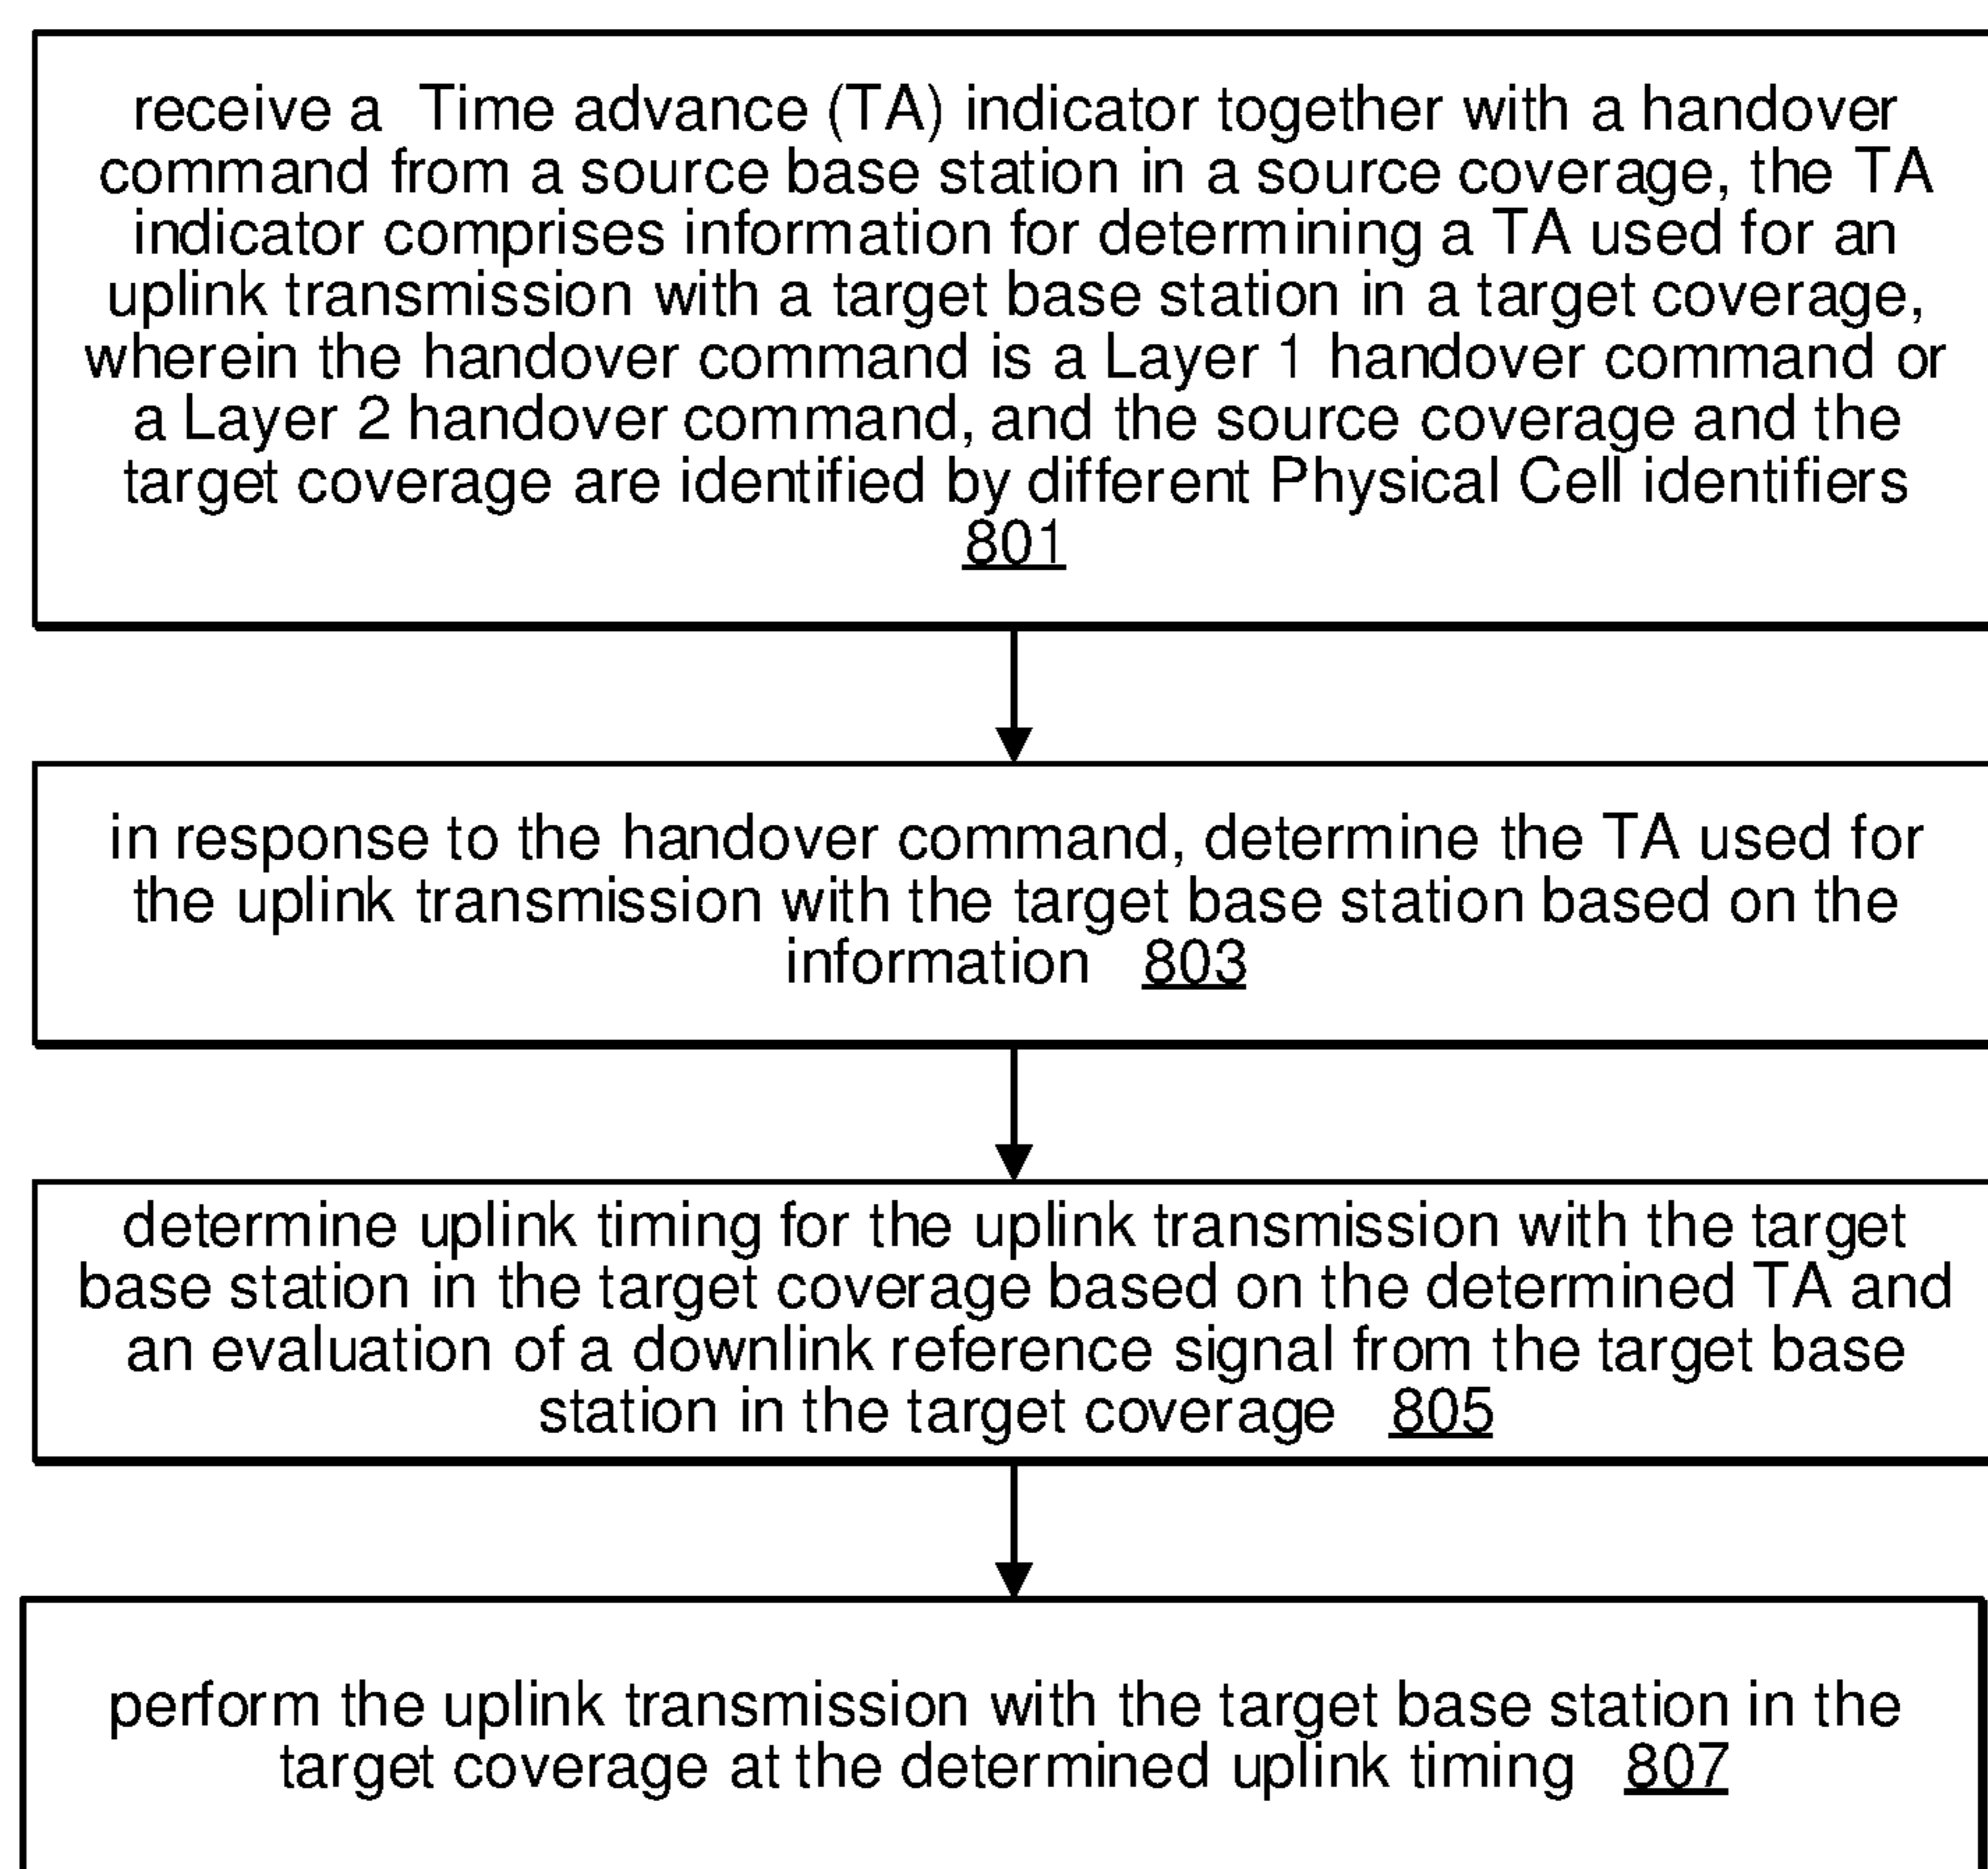 receive a Time advance (TA) indicator together with a handover
command from a source base station in a source coverage, the TA
indicator comprises information for determining a TA used for an
uplink transmission with a target base station in a target coverage,
wherein the handover command is a Layer 1 handover command or
a Layer 2 handover command, and the source coverage and the
target coverage are identified by different Physical Cell identifiers
801
in response to the handover command, determine the TA used for
the uplink transmission with the target base station based on the
information 803
determine uplink timing for the uplink transmission with the target
base station in the target coverage based on the determined TA and
an evaluation of a downlink reference signal from the target base
station in the target coverage 805
perform the uplink transmission with the target base station in the
target coverage at the determined uplink timing 807